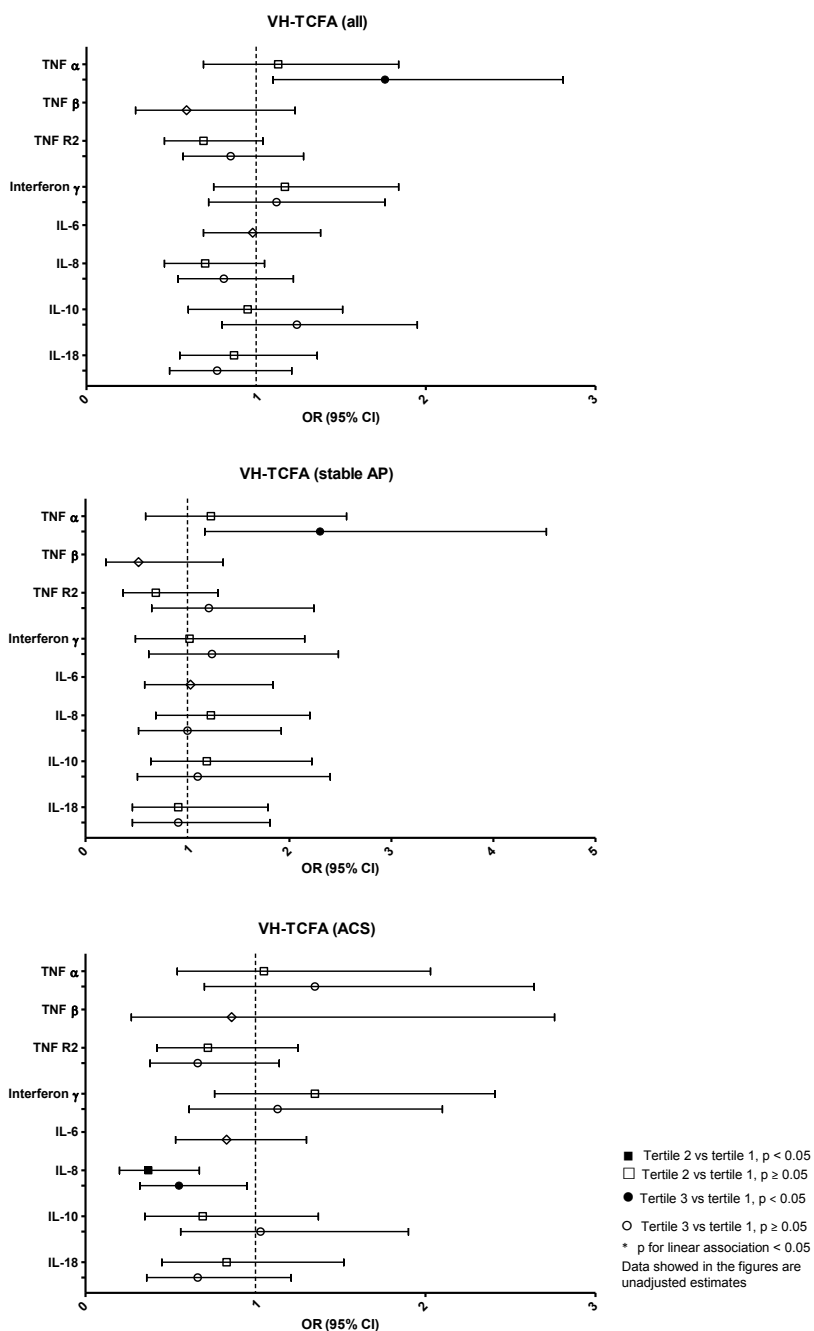 VH-TCFA (all)
TNF α
TNF β
TNF R2
Interferon γ
IL-6
IL-8
IL-10
IL-18
0 1 2 3
OR (95% CI)
VH-TCFA (stable AP)
TNF α
TNF β
TNF R2
Interferon γ
IL-6
IL-8
IL-10
IL-18
0 1 2 3 4 5
OR (95% CI)
VH-TCFA (ACS)
TNF α
TNF β
TNF R2
Interferon γ
IL-6
IL-8
IL-10
IL-18
0 1 2 3
OR (95% CI)
Tertile 2 vs tertile 1, p < 0.05
Tertile 2 vs tertile 1, p ≥ 0.05
Tertile 3 vs tertile 1, p < 0.05
Tertile 3 vs tertile 1, p ≥ 0.05
* p for linear association < 0.05
Data showed in the figures are
unadjusted estimates